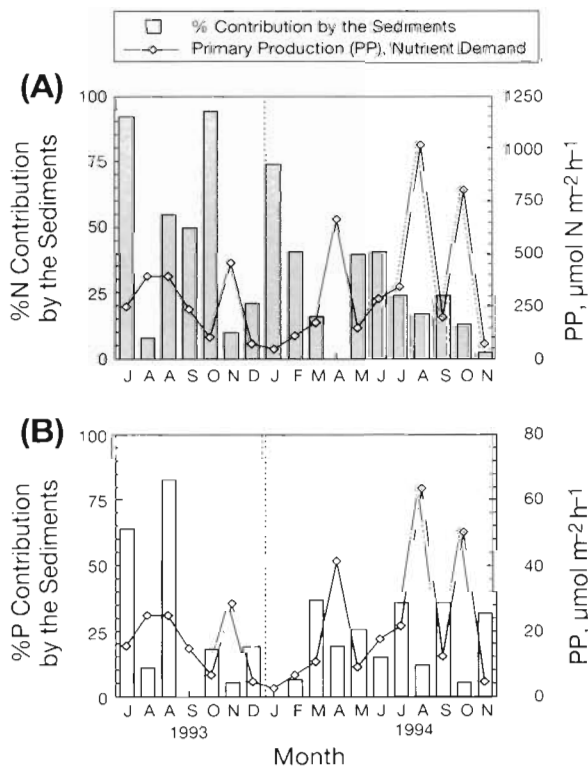 % Contribution by the Sediments
Primary Production (PP), Nutrient Demand
(A)
%N Contribution
by the Sediments
100
75
50
25
0
1250
1000
750
500
250
0
PP, μmol N m-2 h-1
J A A S O N D J F M A M J J A S O N
(B)
%P Contribution
by the Sediments
100
75
50
25
0
80
60
40
20
0
PP, μmol m-2 h-1
J A A S O N D J F M A M J J A S O N
1993 1994
Month